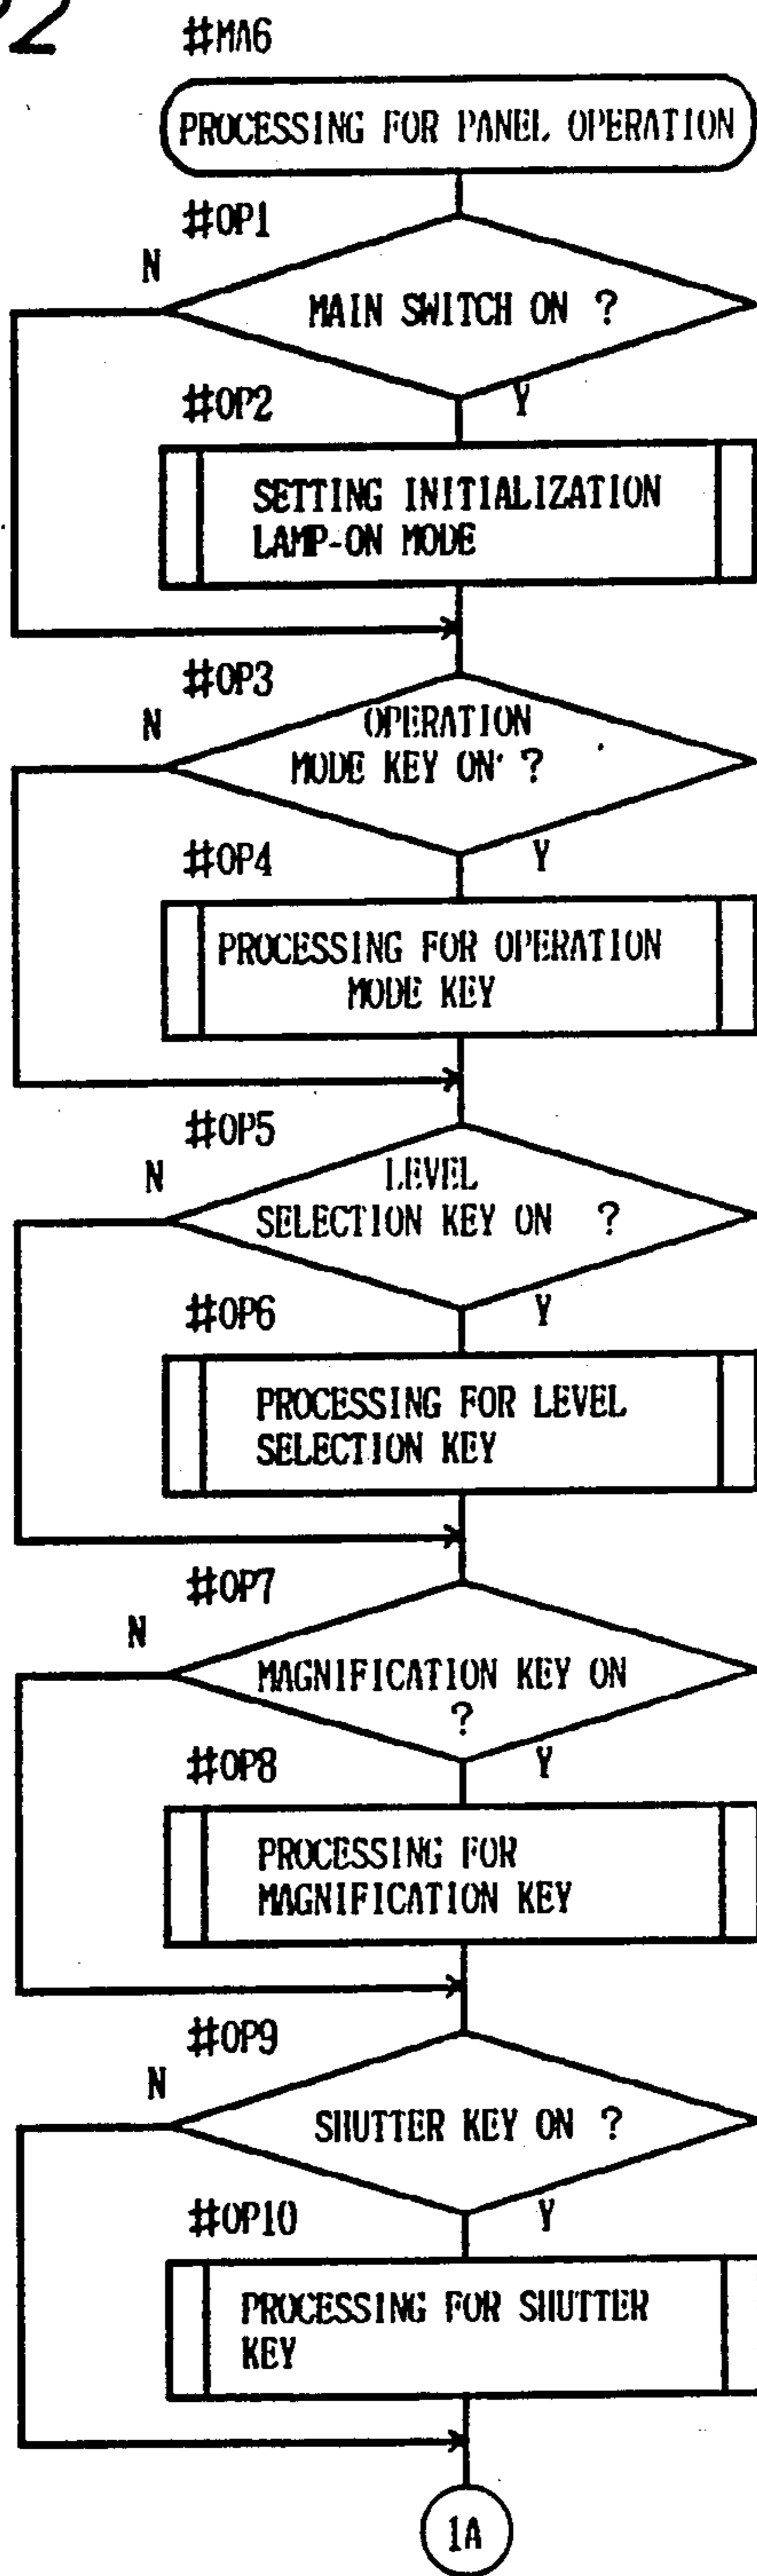 #MA6
PROCESSING FOR PANEL OPERATION
#OP1
N
MAIN SWITCH ON ?
Y
#OP2
SETTING INITIALIZATION
LAMP-ON MODE
#OP3
N
OPERATION
MODE KEY ON ?
Y
#OP4
PROCESSING FOR OPERATION
MODE KEY
#OP5
N
LEVEL
SELECTION KEY ON ?
Y
#OP6
PROCESSING FOR LEVEL
SELECTION KEY
#OP7
N
MAGNIFICATION KEY ON
?
Y
#OP8
PROCESSING FOR
MAGNIFICATION KEY
#OP9
N
SHUTTER KEY ON ?
Y
#OP10
PROCESSING FOR SHUTTER
KEY
1A